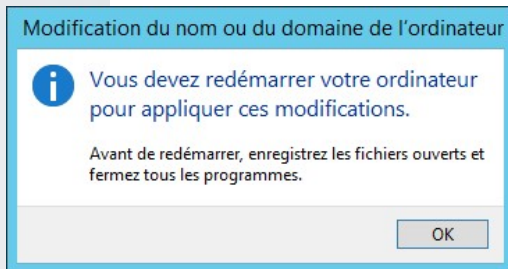 Modification du nom ou du domaine de l'ordinateur
Vous devez redémarrer votre ordinateur
pour appliquer ces modifications.
Avant de redémarrer, enregistrez les fichiers ouverts et
fermez tous les programmes.
OK